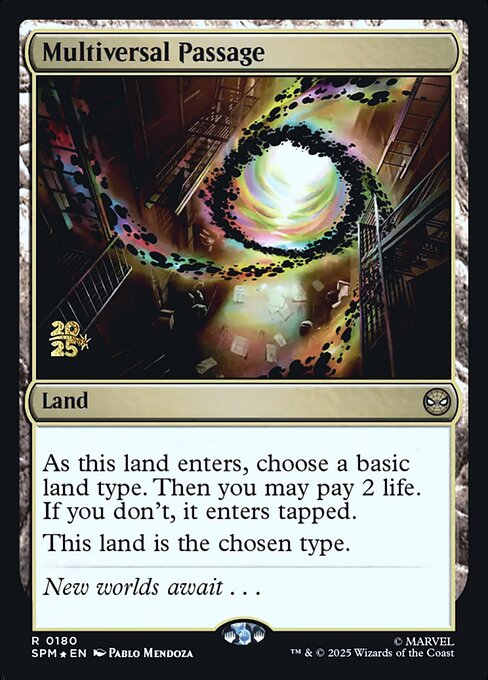 Multiversal Passage
20
25
Land
As this land enters, choose a basic
land type. Then you may pay 2 life.
If you don't, it enters tapped.
This land is the chosen type.
New worlds await . . .
R 0180
SPM★EN Pablo Mendoza
© MARVEL
™ & © 2025 Wizards of the Coast